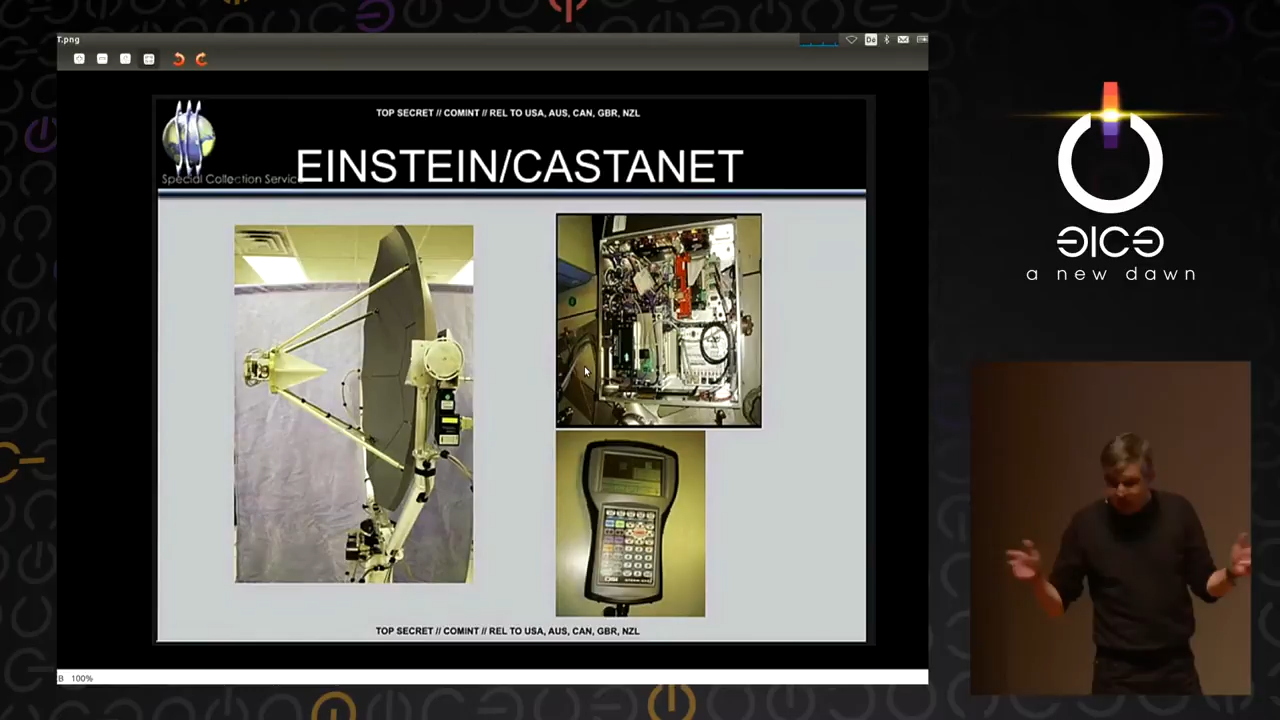 T.png
De
TOP SECRET // COMINT // REL TO USA, AUS, CAN, GBR, NZL
Special Collection Servic
EINSTEIN/CASTANET
TOP SECRET // COMINT // REL TO USA, AUS, CAN, GBR, NZL
B 100%
a new dawn